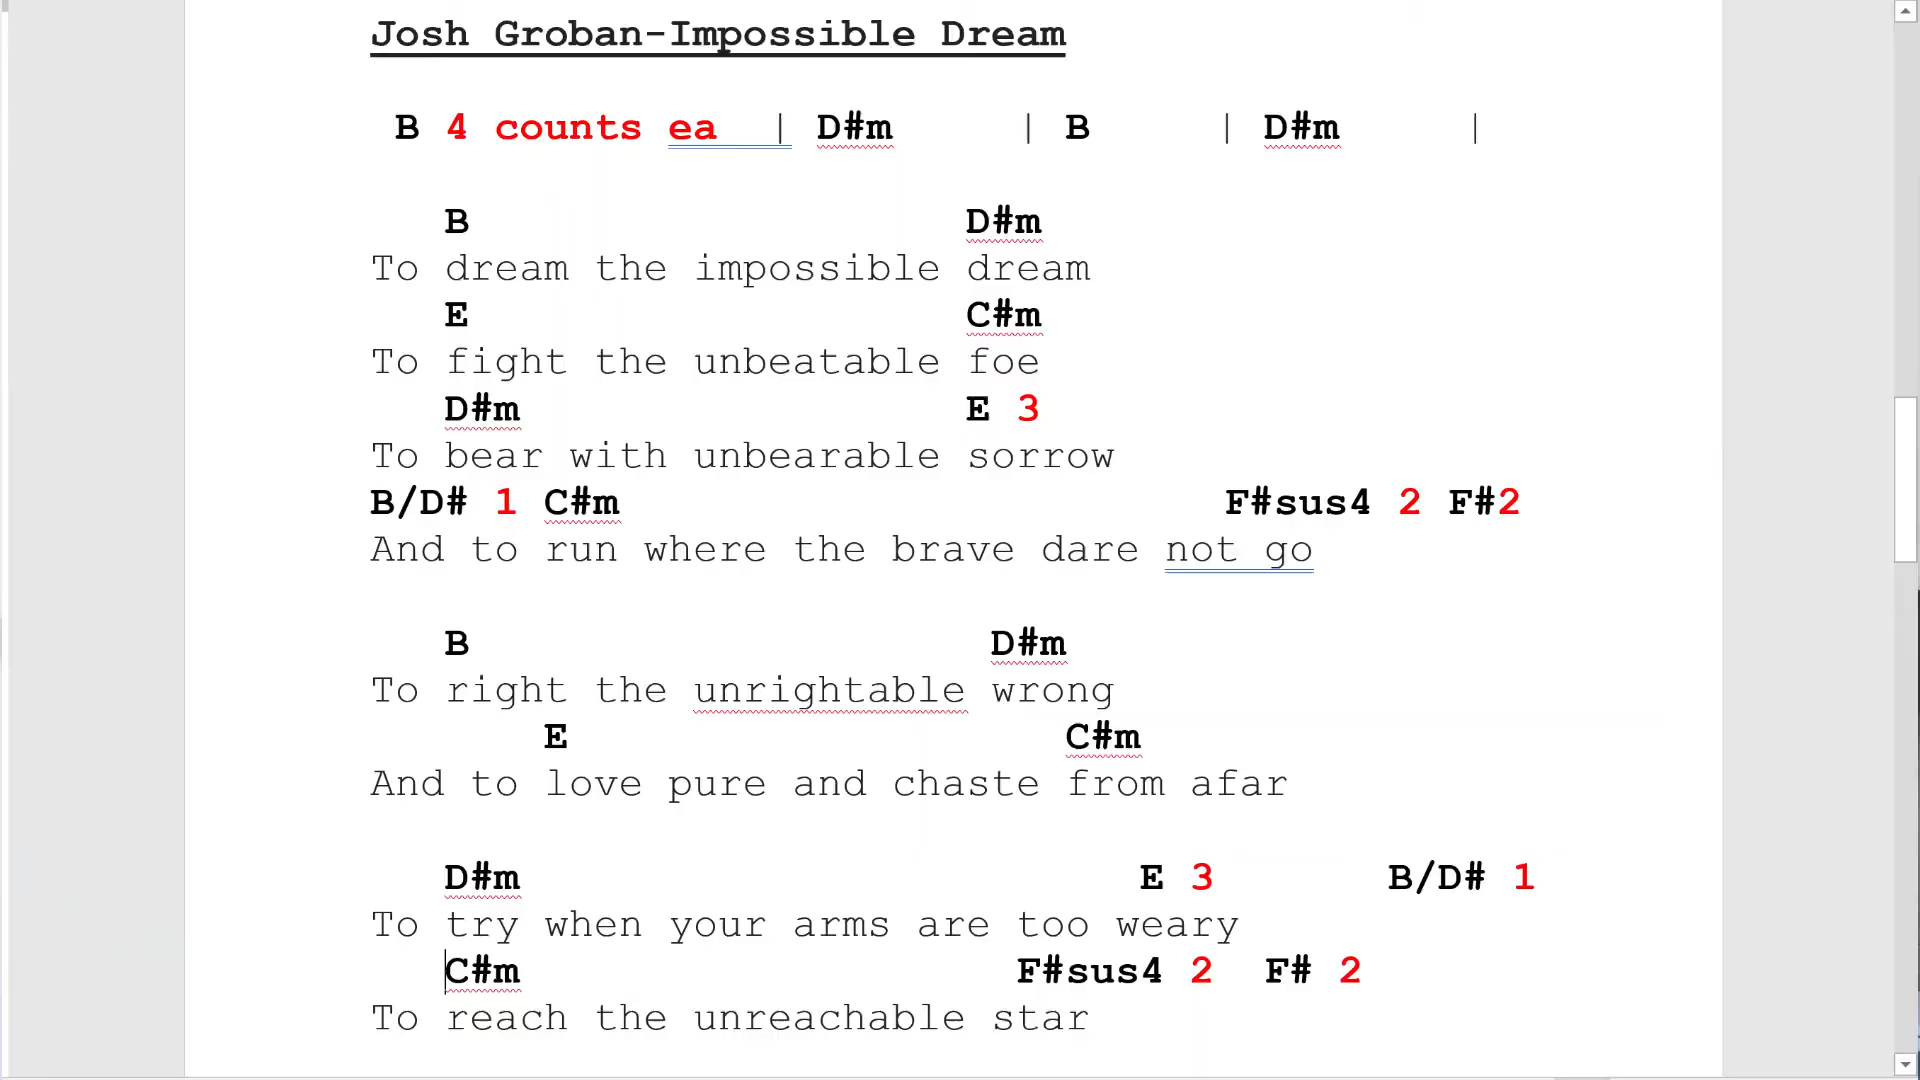 Josh Groban-Impossible Dream
B 4 counts ea | D#m | B | D#m |
B D#m
To dream the impossible dream
E C#m
To fight the unbeatable foe
D#m E 3
To bear with unbearable sorrow
B/D# 1 C#m F#sus4 2 F#2
And to run where the brave dare not go
B D#m
To right the unrightable wrong
E C#m
And to love pure and chaste from afar
D#m E 3 B/D# 1
To try when your arms are too weary
C#m F#sus4 2 F# 2
To reach the unreachable star